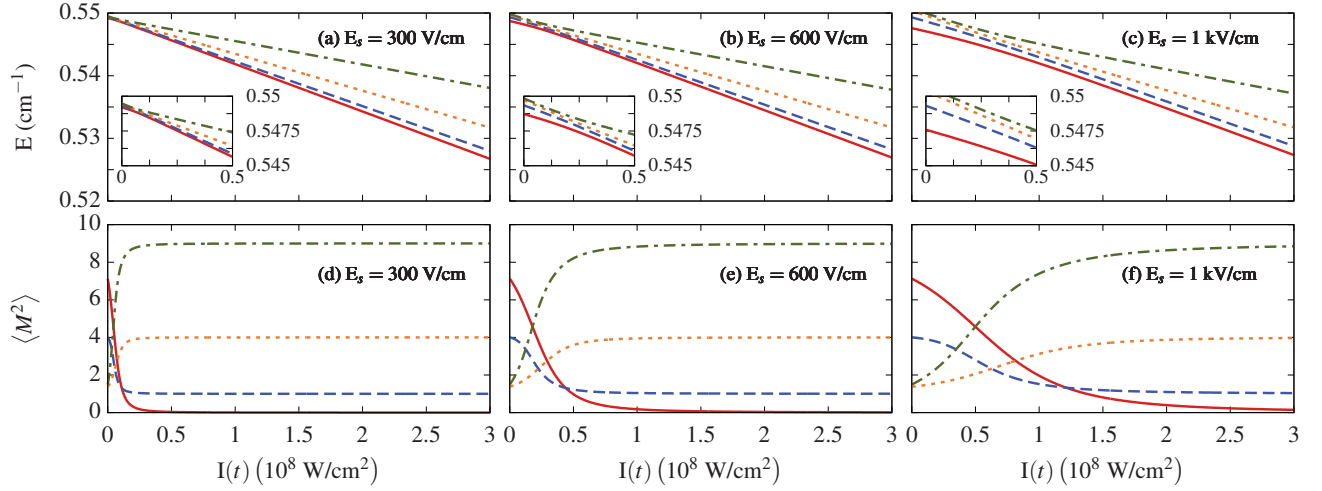 0.55
0.54
0.53
0.52
E (cm⁻¹)
(a) Eₛ = 300 V/cm
0.55
0.5475
0.545
0
0.5
(b) Eₛ = 600 V/cm
0.55
0.5475
0.545
0
0.5
(c) Eₛ = 1 kV/cm
0.55
0.5475
0.545
0
0.5
10
8
6
4
2
0
⟨M²⟩
(d) Eₛ = 300 V/cm
(e) Eₛ = 600 V/cm
(f) Eₛ = 1 kV/cm
0 0.5 1 1.5 2 2.5 3
0 0.5 1 1.5 2 2.5 3
0 0.5 1 1.5 2 2.5 3
I(t) (10⁸ W/cm²)
I(t) (10⁸ W/cm²)
I(t) (10⁸ W/cm²)